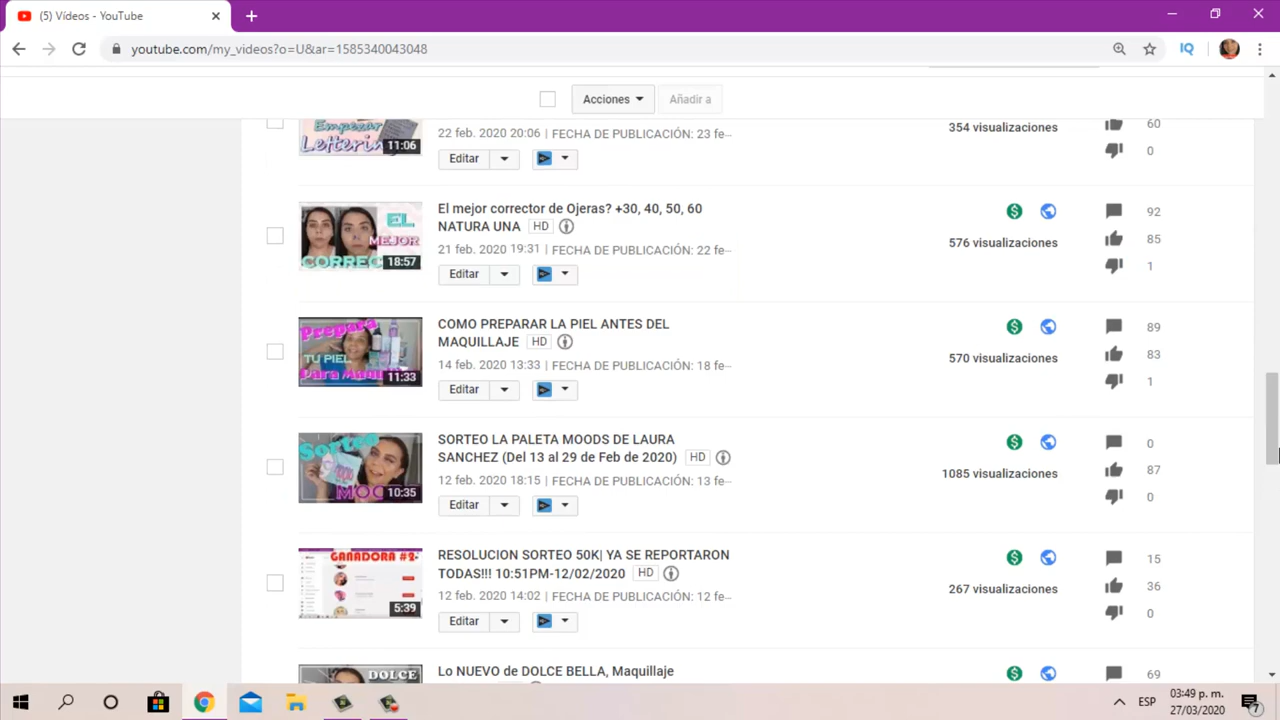 (5) Vídeos - YouTube
youtube.com/my_videos?o=U&ar=1585340043048
IQ
Acciones
Añadir a
Empezar
Lettering
11:06
22 feb. 2020 20:06 | FECHA DE PUBLICACIÓN: 23 fe···
354 visualizaciones
60
0
Editar
EL
MEJOR
CORREC
18:57
El mejor corrector de Ojeras? +30, 40, 50, 60
NATURA UNA HD
21 feb. 2020 19:31 | FECHA DE PUBLICACIÓN: 22 fe···
576 visualizaciones
92
85
1
Editar
Prepara
TU PIEL
Para Maqu
11:33
COMO PREPARAR LA PIEL ANTES DEL
MAQUILLAJE HD
14 feb. 2020 13:33 | FECHA DE PUBLICACIÓN: 18 fe···
570 visualizaciones
89
83
1
Editar
Sorteo
MOO
10:35
SORTEO LA PALETA MOODS DE LAURA
SANCHEZ (Del 13 al 29 de Feb de 2020) HD
12 feb. 2020 18:15 | FECHA DE PUBLICACIÓN: 13 fe···
1085 visualizaciones
0
87
0
Editar
GANADORA #2
5:39
RESOLUCION SORTEO 50K| YA SE REPORTARON
TODAS!!! 10:51PM-12/02/2020 HD
12 feb. 2020 14:02 | FECHA DE PUBLICACIÓN: 12 fe···
267 visualizaciones
15
36
0
Editar
DOLCE
Lo NUEVO de DOLCE BELLA, Maquillaje
69
ESP
03:49 p. m.
27/03/2020
7